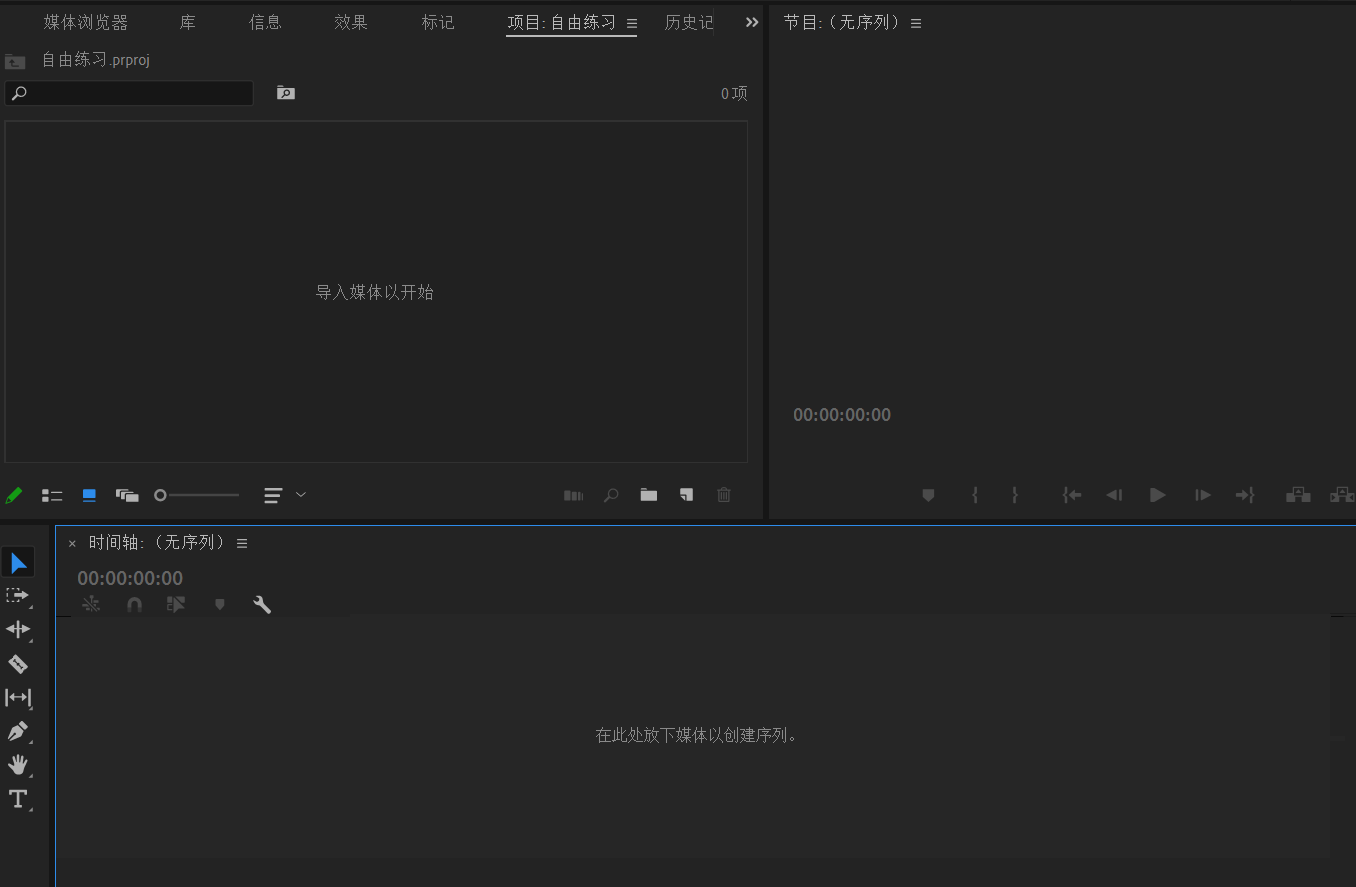 媒体浏览器 库 信息 效果 标记 项目: 自由练习 历史记
自由练习.prproj
0 项
导入媒体以开始
节目:（无序列）
00:00:00:00
时间轴:（无序列）
00:00:00:00
在此处放下媒体以创建序列。